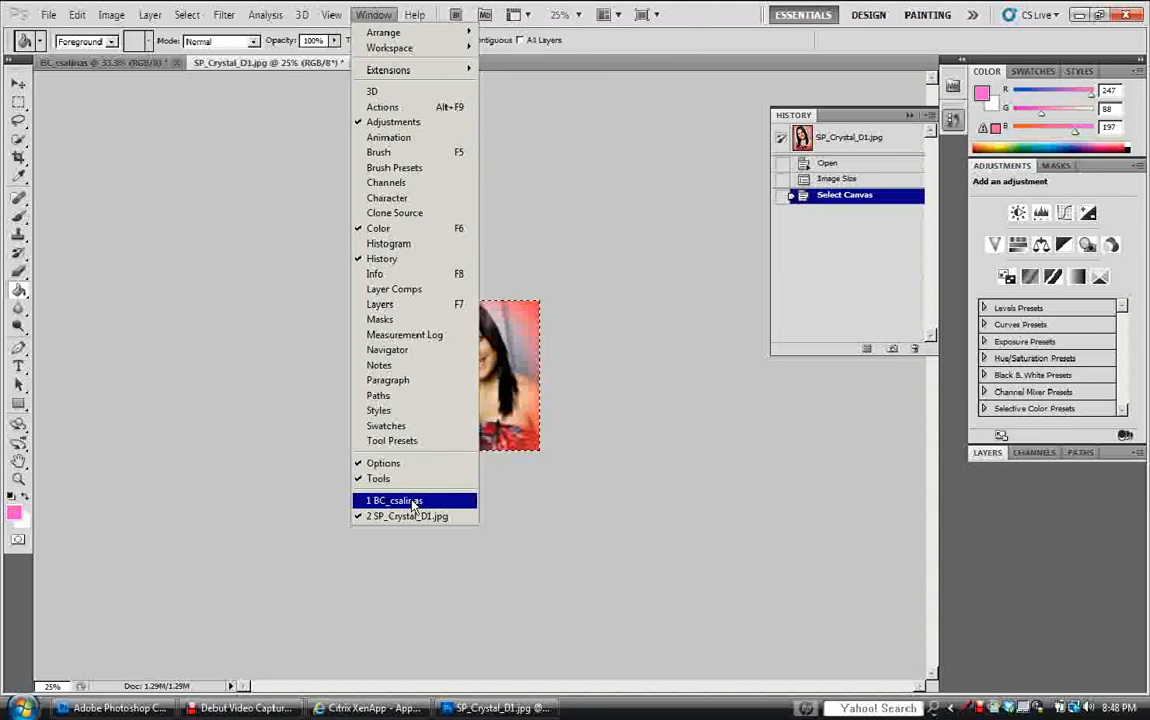 File Edit Image Layer Select Filter Analysis 3D View Window Help Br Mb 25% ESSENTIALS DESIGN PAINTING CS Live
Foreground Mode: Normal Opacity: 100% T Contiguous All Layers
BC_csalinas @ 33.3% (RGB/8) * SP_Crystal_D1.jpg @ 25% (RGB/8*) *
Arrange
Workspace
Extensions
3D
Actions Alt+F9
Adjustments
Animation
Brush F5
Brush Presets
Channels
Character
Clone Source
Color F6
Histogram
History
Info F8
Layer Comps
Layers F7
Masks
Measurement Log
Navigator
Notes
Paragraph
Paths
Styles
Swatches
Tool Presets
Options
Tools
1 BC_csalinas
2 SP_Crystal_D1.jpg
HISTORY
SP_Crystal_D1.jpg
Open
Image Size
Select Canvas
COLOR SWATCHES STYLES
R 247
G 88
B 197
ADJUSTMENTS MASKS
Add an adjustment
Levels Presets
Curves Presets
Exposure Presets
Hue/Saturation Presets
Black & White Presets
Channel Mixer Presets
Selective Color Presets
LAYERS CHANNELS PATHS
25% Doc: 1.29M/1.29M
Adobe Photoshop C... Debut Video Captur... Citrix XenApp - App... SP_Crystal_D1.jpg @... Yahoo! Search 8:48 PM